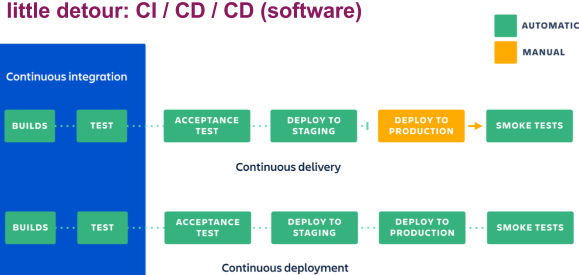 little detour: CI / CD / CD (software)
AUTOMATIC
MANUAL
Continuous integration
BUILDS
TEST
ACCEPTANCE
TEST
DEPLOY TO
STAGING
DEPLOY TO
PRODUCTION
SMOKE TESTS
Continuous delivery
BUILDS
TEST
ACCEPTANCE
TEST
DEPLOY TO
STAGING
DEPLOY TO
PRODUCTION
SMOKE TESTS
Continuous deployment